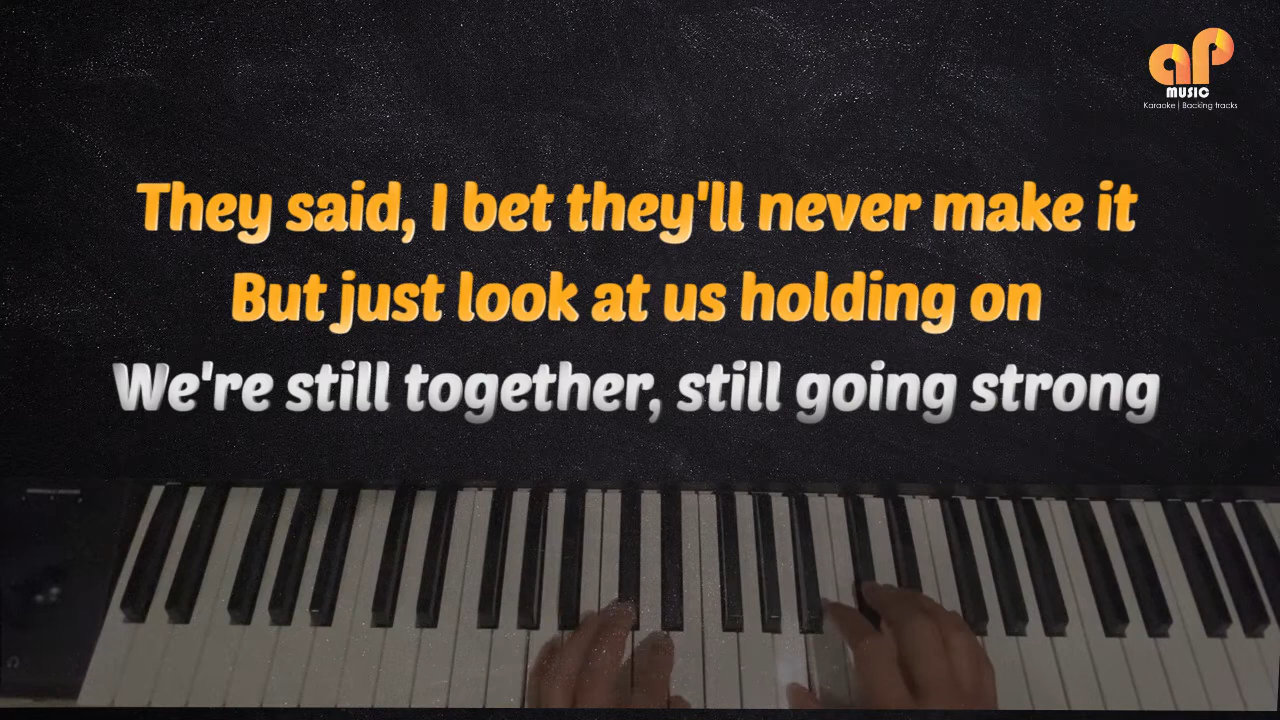 ap
MUSIC
Karaoke | Backing tracks
They said, I bet they'll never make it
But just look at us holding on
We're still together, still going strong